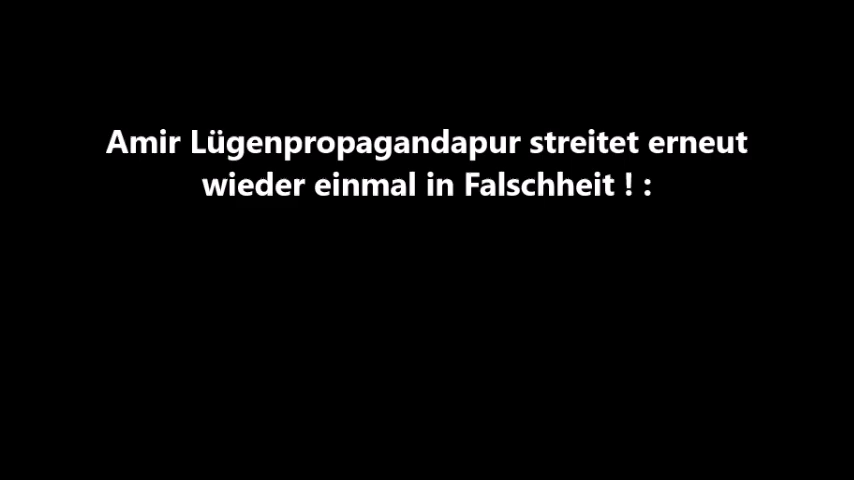 Amir Lügenpropagandapur streitet erneut
wieder einmal in Falschheit ! :